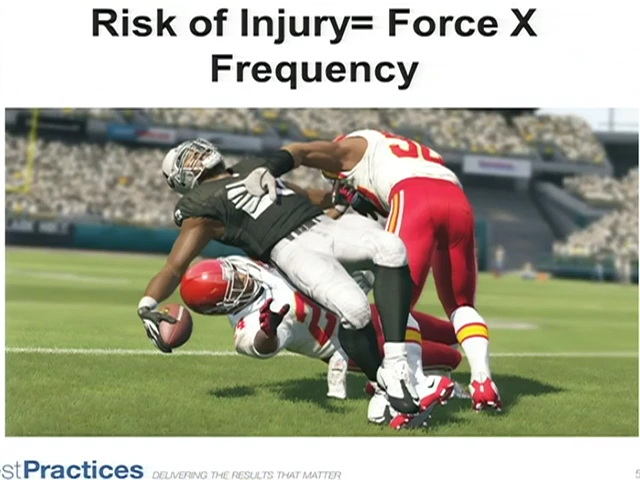 Risk of Injury= Force X
Frequency
stPractices DELIVERING THE RESULTS THAT MATTER